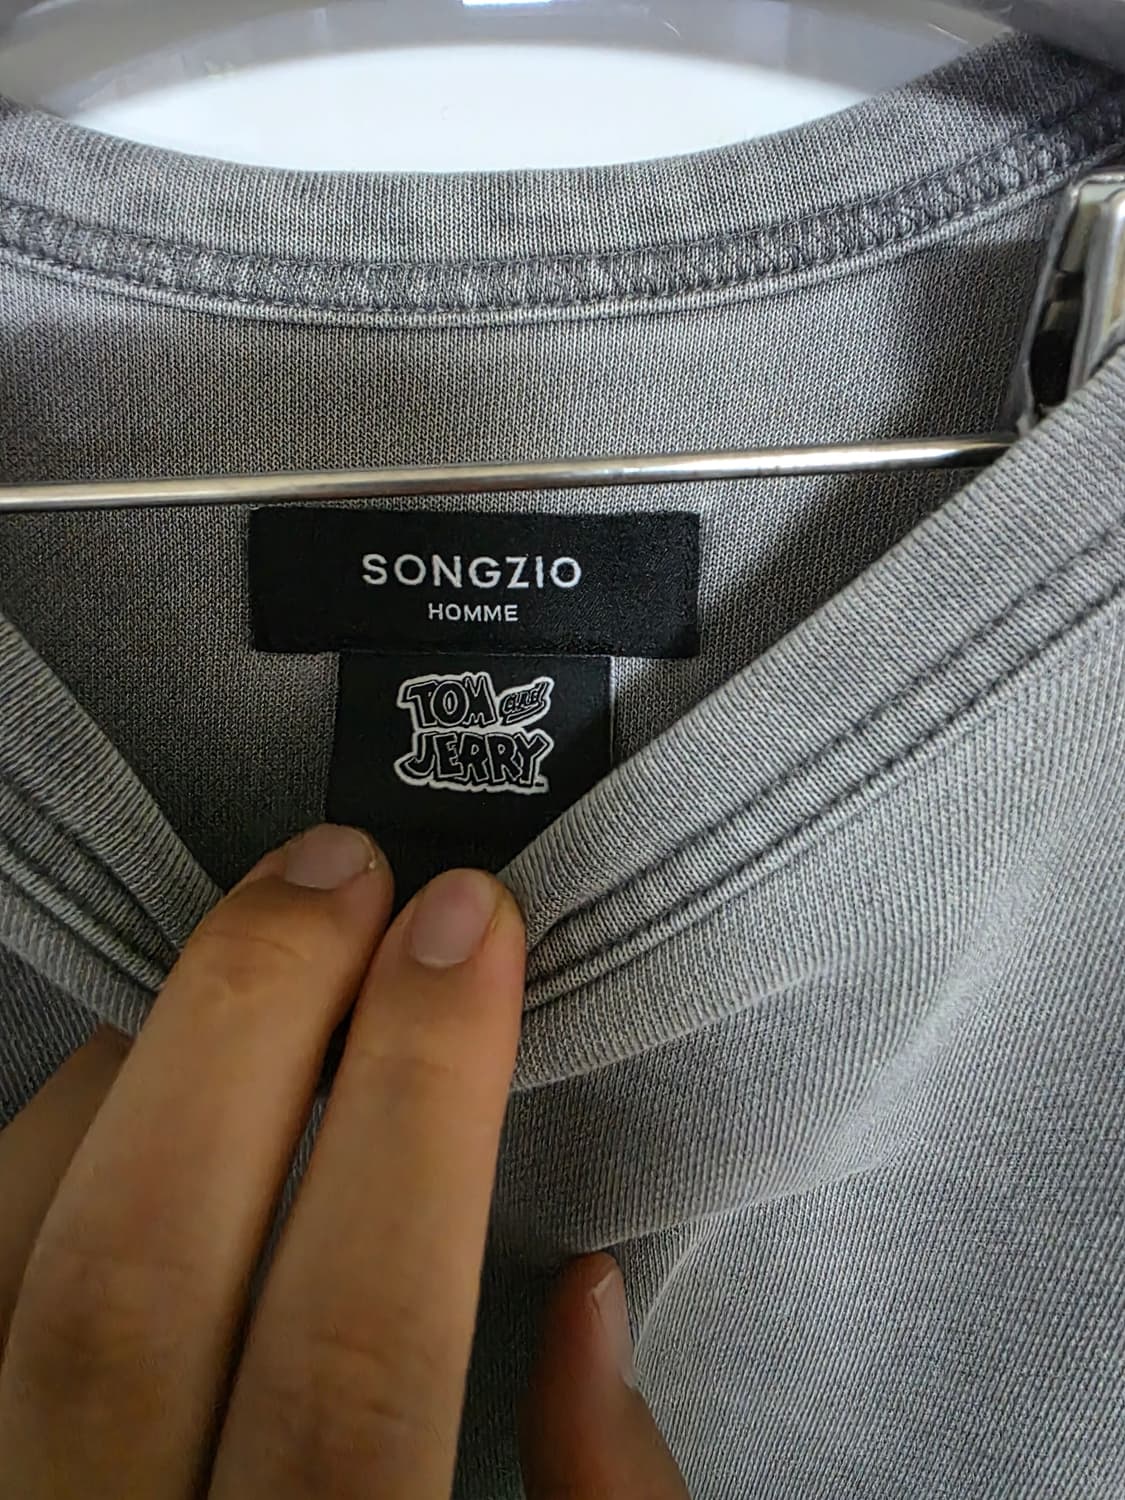 SONGZIO
HOMME
TOM and
JERRY